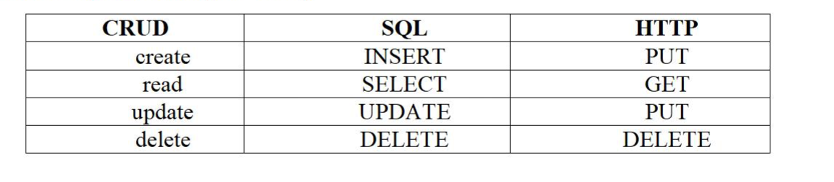 CRUD SQL HTTP
create INSERT PUT
read SELECT GET
update UPDATE PUT
delete DELETE DELETE